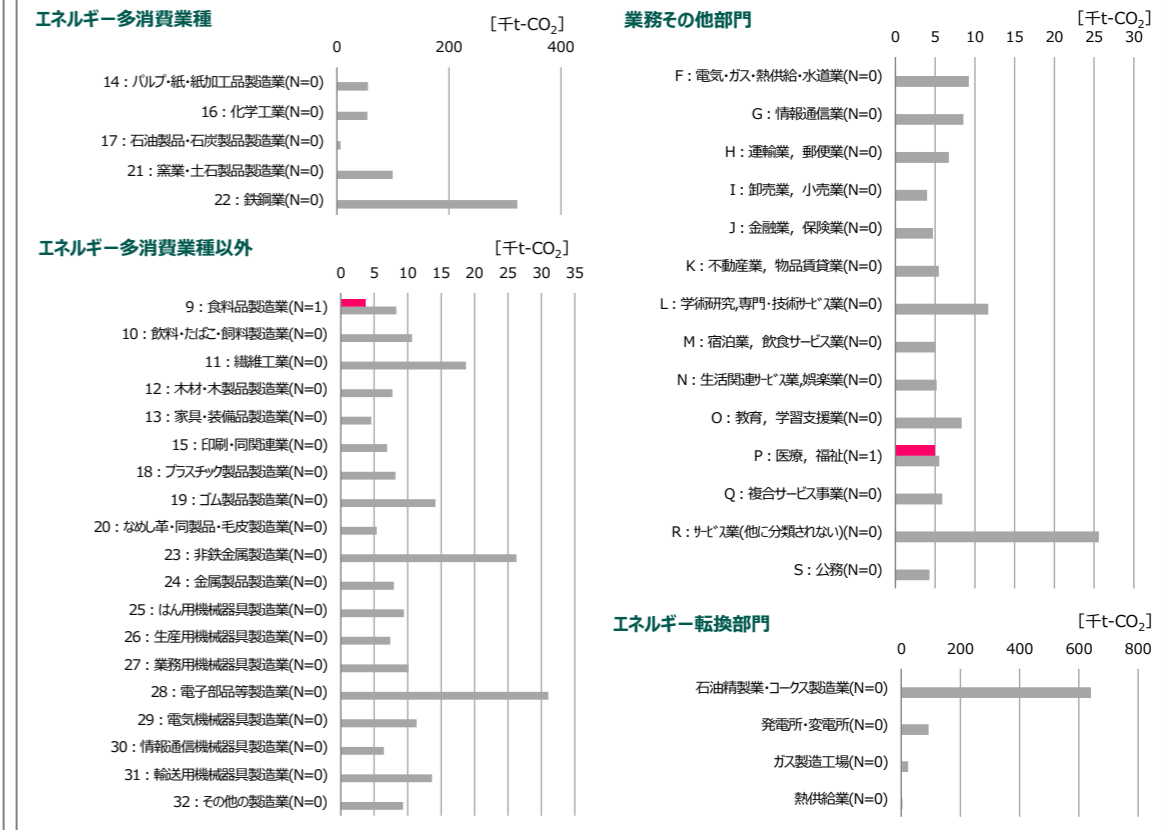 エネルギー多消費業種
[千t-CO₂]
0 200 400
14：パルプ・紙・紙加工品製造業(N=0)
16：化学工業(N=0)
17：石油製品・石炭製品製造業(N=0)
21：窯業・土石製品製造業(N=0)
22：鉄鋼業(N=0)
エネルギー多消費業種以外
[千t-CO₂]
0 5 10 15 20 25 30 35
9：食料品製造業(N=1)
10：飲料・たばこ・飼料製造業(N=0)
11：繊維工業(N=0)
12：木材・木製品製造業(N=0)
13：家具・装備品製造業(N=0)
15：印刷・同関連業(N=0)
18：プラスチック製品製造業(N=0)
19：ゴム製品製造業(N=0)
20：なめし革・同製品・毛皮製造業(N=0)
23：非鉄金属製造業(N=0)
24：金属製品製造業(N=0)
25：はん用機械器具製造業(N=0)
26：生産用機械器具製造業(N=0)
27：業務用機械器具製造業(N=0)
28：電子部品等製造業(N=0)
29：電気機械器具製造業(N=0)
30：情報通信機械器具製造業(N=0)
31：輸送用機械器具製造業(N=0)
32：その他の製造業(N=0)
業務その他部門
[千t-CO₂]
0 5 10 15 20 25 30
F：電気・ガス・熱供給・水道業(N=0)
G：情報通信業(N=0)
H：運輸業，郵便業(N=0)
I：卸売業，小売業(N=0)
J：金融業，保険業(N=0)
K：不動産業，物品賃貸業(N=0)
L：学術研究,専門・技術ｻｰﾋﾞｽ業(N=0)
M：宿泊業，飲食サービス業(N=0)
N：生活関連ｻｰﾋﾞｽ業,娯楽業(N=0)
O：教育，学習支援業(N=0)
P：医療，福祉(N=1)
Q：複合サービス事業(N=0)
R：ｻｰﾋﾞｽ業(他に分類されない)(N=0)
S：公務(N=0)
エネルギー転換部門
[千t-CO₂]
0 200 400 600 800
石油精製業・コークス製造業(N=0)
発電所・変電所(N=0)
ガス製造工場(N=0)
熱供給業(N=0)